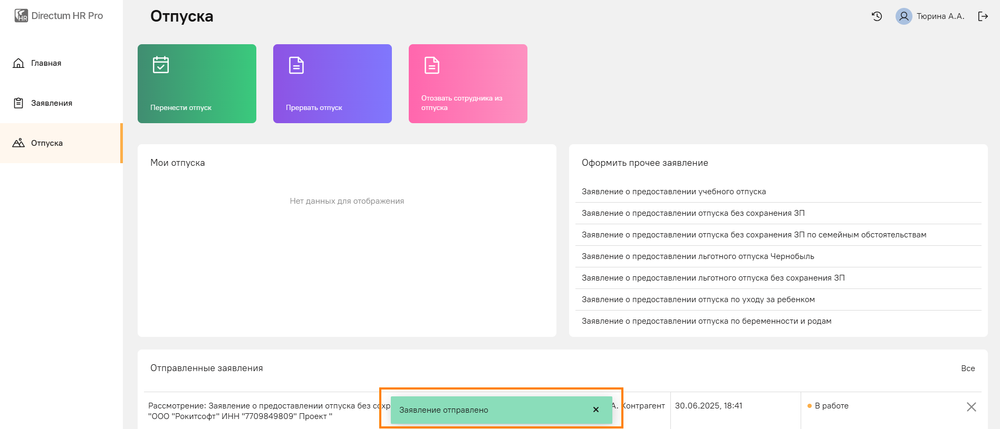 HR Directum HR Pro
Отпуска
Тюрина А.А.
Главная
Заявления
Отпуска
Перенести отпуск
Прервать отпуск
Отозвать сотрудника из
отпуска
Мои отпуска
Нет данных для отображения
Оформить прочее заявление
Заявление о предоставлении учебного отпуска
Заявление о предоставлении отпуска без сохранения ЗП
Заявление о предоставлении отпуска без сохранения ЗП по семейным обстоятельствам
Заявление о предоставлении льготного отпуска Чернобыль
Заявление о предоставлении льготного отпуска без сохранения ЗП
Заявление о предоставлении отпуска по уходу за ребенком
Заявление о предоставлении отпуска по беременности и родам
Отправленные заявления
Все
Рассмотрение: Заявление о предоставлении отпуска без сохр
Заявление отправлено
А. Контрагент
30.06.2025, 18:41
В работе
"ООО "Рокитсофт" ИНН "7709849809" Проект "